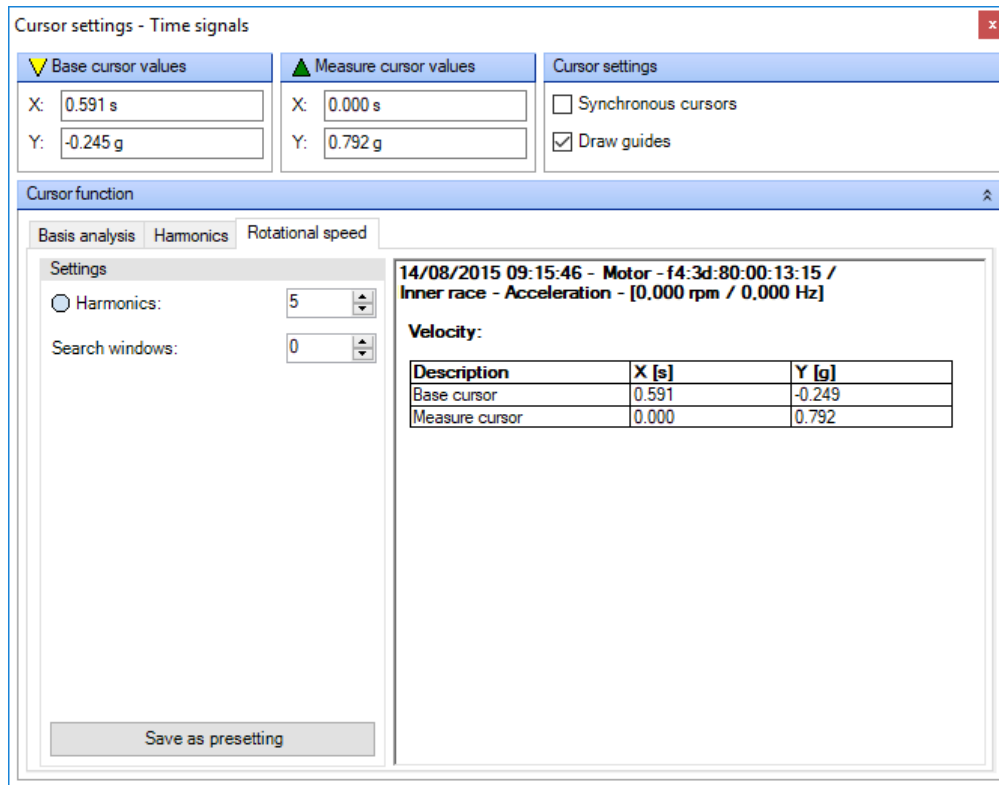 Cursor settings - Time signals
x
Base cursor values
X: 0.591 s
Y: -0.245 g
Measure cursor values
X: 0.000 s
Y: 0.792 g
Cursor settings
Synchronous cursors
Draw guides
Cursor function
Basis analysis Harmonics Rotational speed
Settings
Harmonics: 5
Search windows: 0
Save as presetting
14/08/2015 09:15:46 - Motor - f4:3d:80:00:13:15 /
Inner race - Acceleration - [0,000 rpm / 0,000 Hz]
Velocity:
Description X [s] Y [g]
Base cursor 0.591 -0.249
Measure cursor 0.000 0.792